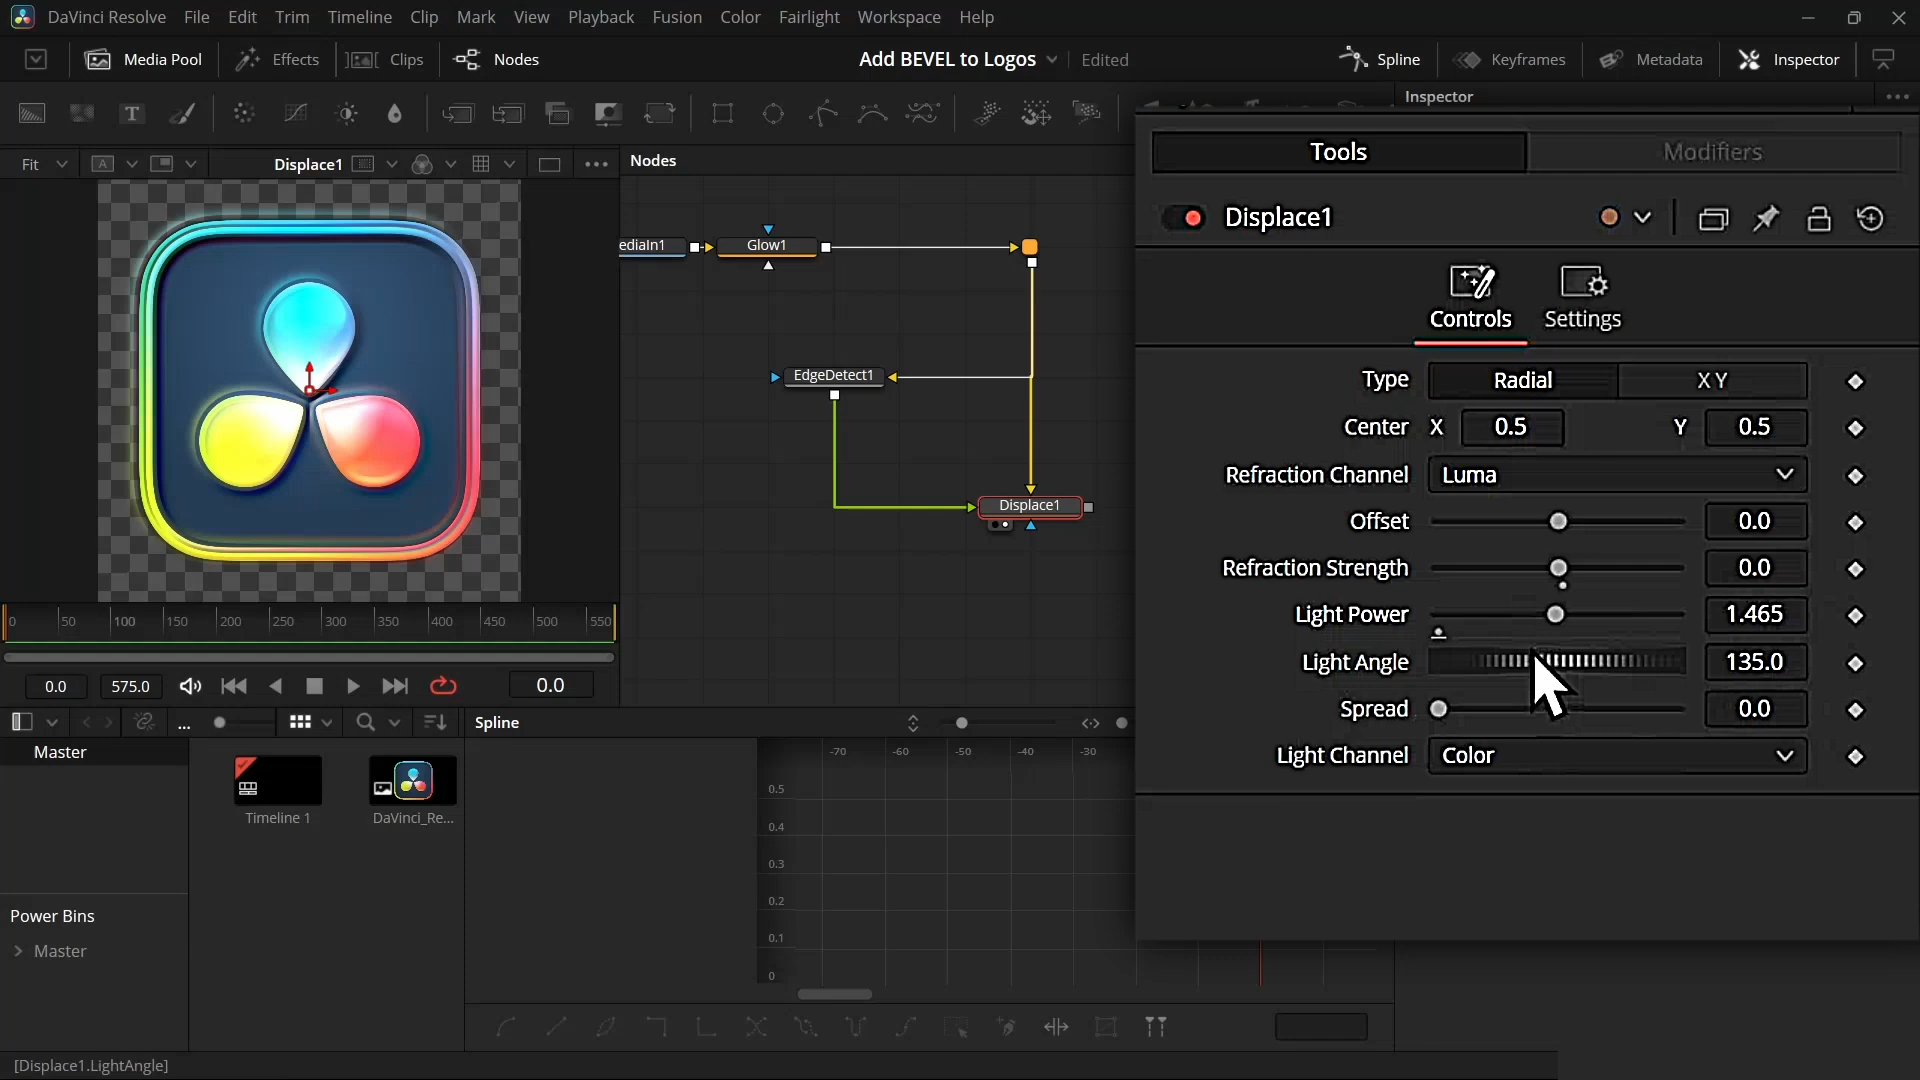 DaVinci Resolve File Edit Trim Timeline Clip Mark View Playback Fusion Color Fairlight Workspace Help
Media Pool Effects Clips Nodes Add BEVEL to Logos Edited Spline Keyframes Metadata Inspector
Inspector
Fit A Displace1 Nodes
Tools Modifiers
Displace1
Controls Settings
ediaIn1 Glow1
EdgeDetect1
Displace1
Type Radial X Y
Center X 0.5 Y 0.5
Refraction Channel Luma
Offset 0.0
Refraction Strength 0.0
Light Power 1.465
Light Angle 135.0
Spread 0.0
Light Channel Color
0 50 100 150 200 250 300 350 400 450 500 550
0.0 575.0 0.0
Spline
Master
Timeline 1 DaVinci_Re...
Power Bins
Master
-70 -60 -50 -40 -30
0.5
0.4
0.3
0.2
0.1
0
[Displace1.LightAngle]